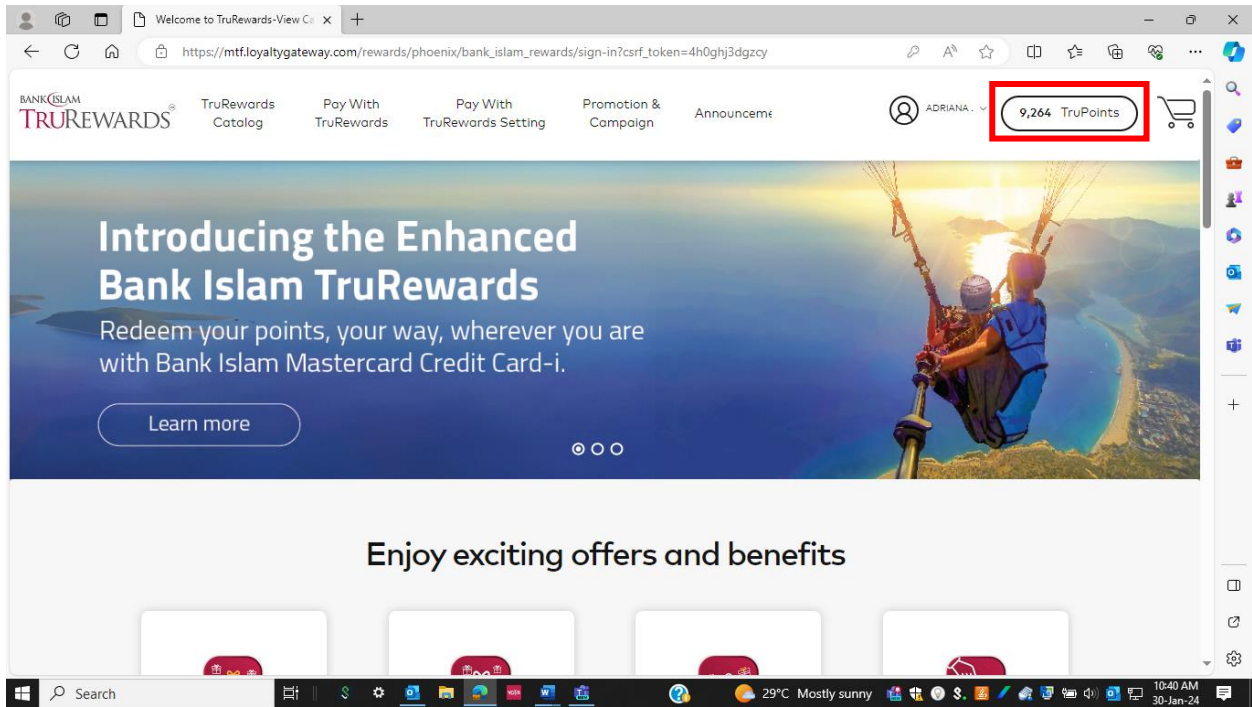 Welcome to TruRewards-View Ca
https://mtf.loyaltygateway.com/rewards/phoenix/bank_islam_rewards/sign-in?csrf_token=4h0ghj3dgzcy
BANK ISLAM
TRUREWARDS®
TruRewards
Catalog
Pay With
TruRewards
Pay With
TruRewards Setting
Promotion &
Campaign
Announceme
ADRIANA .
9,264 TruPoints
Introducing the Enhanced
Bank Islam TruRewards
Redeem your points, your way, wherever you are
with Bank Islam Mastercard Credit Card-i.
Learn more
Enjoy exciting offers and benefits
Search
29°C Mostly sunny
10:40 AM
30-Jan-24